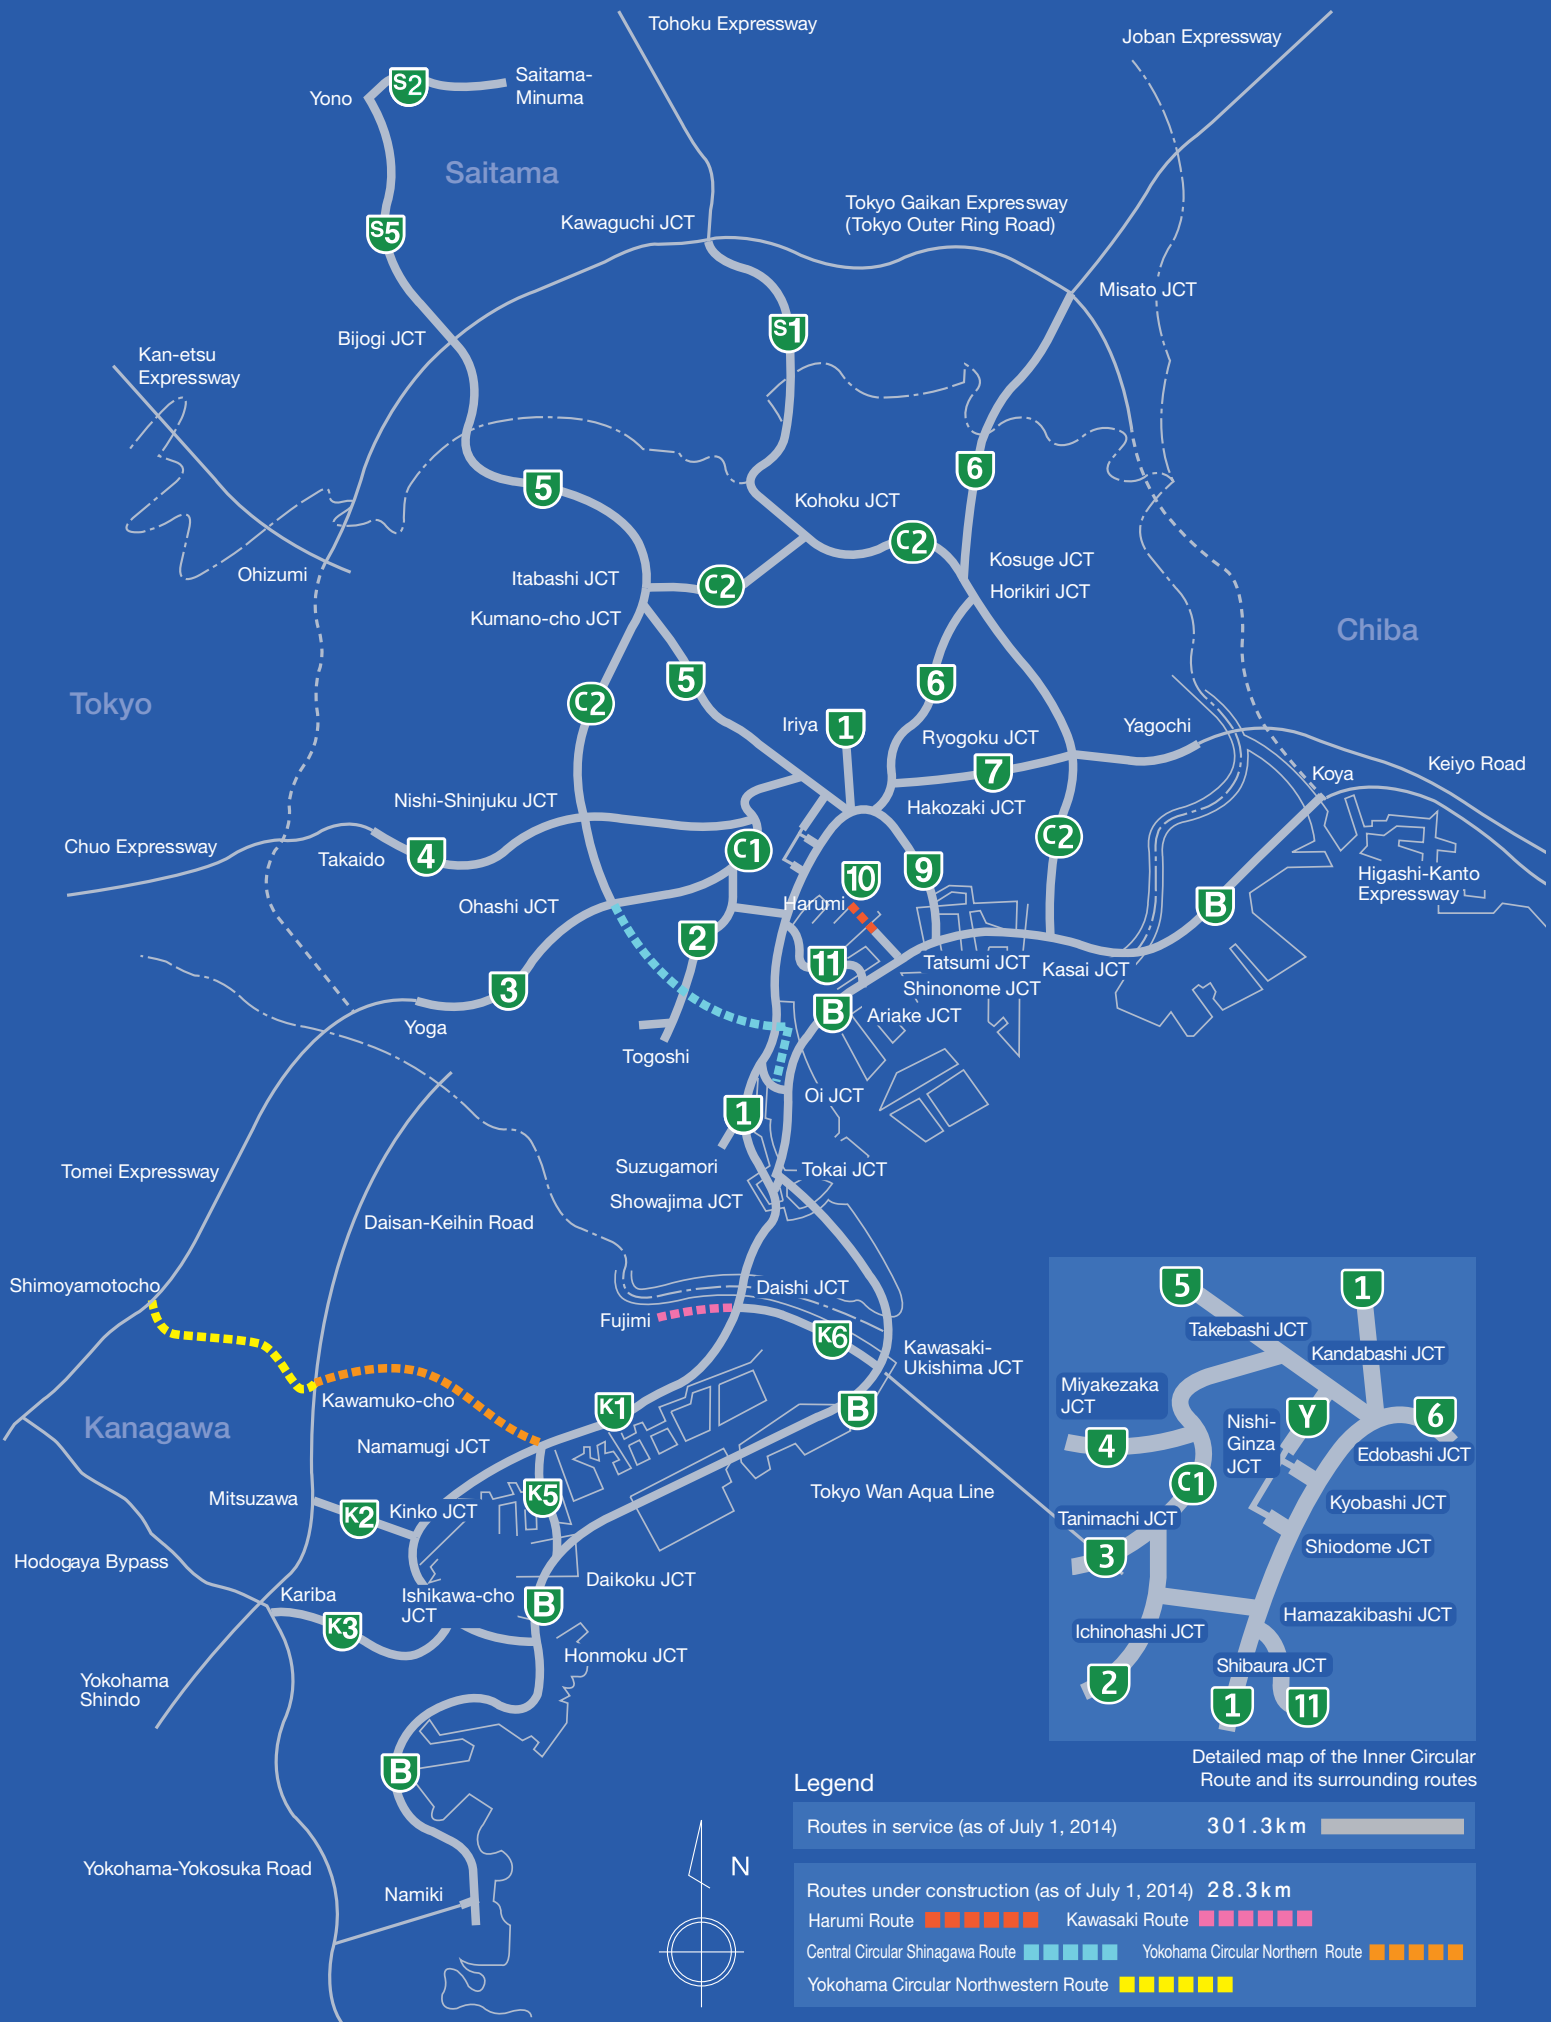 Tohoku Expressway
Joban Expressway
S2
Saitama-
Minuma
Yono
Saitama
Tokyo Gaikan Expressway
(Tokyo Outer Ring Road)
Kawaguchi JCT
S5
Misato JCT
S1
Bijogi JCT
Kan-etsu
Expressway
6
5
Kohoku JCT
C2
Kosuge JCT
Ohizumi
Itabashi JCT
C2
Horikiri JCT
Kumano-cho JCT
Chiba
5
6
Tokyo
C2
Iriya
1
Yagochi
Ryogoku JCT
7
Keiyo Road
Koya
Nishi-Shinjuku JCT
Hakozaki JCT
Chuo Expressway
Takaido
4
C1
C2
9
10
Higashi-Kanto
Expressway
Harumi
B
Ohashi JCT
2
11
Tatsumi JCT
Kasai JCT
3
Shinonome JCT
B
Ariake JCT
Yoga
Togoshi
Oi JCT
1
Suzugamori
Tokai JCT
Tomei Expressway
Showajima JCT
Daisan-Keihin Road
Shimoyamotocho
Daishi JCT
Fujimi
K6
Kawasaki-
Ukishima JCT
Kawamuko-cho
K1
B
Kanagawa
Namamugi JCT
Tokyo Wan Aqua Line
Mitsuzawa
K2
Kinko JCT
K5
Hodogaya Bypass
Kariba
Ishikawa-cho
JCT
Daikoku JCT
B
K3
Honmoku JCT
Yokohama
Shindo
B
Yokohama-Yokosuka Road
Namiki
N
5
1
Takebashi JCT
Kandabashi JCT
Miyakezaka
JCT
Nishi-
Ginza
JCT
Y
6
4
Edobashi JCT
C1
Kyobashi JCT
Tanimachi JCT
3
Shiodome JCT
Hamazakibashi JCT
Ichinohashi JCT
Shibaura JCT
2
1
11
Detailed map of the Inner Circular
Route and its surrounding routes
Legend
Routes in service (as of July 1, 2014) 301.3km
Routes under construction (as of July 1, 2014) 28.3km
Harumi Route Kawasaki Route
Central Circular Shinagawa Route Yokohama Circular Northern Route
Yokohama Circular Northwestern Route